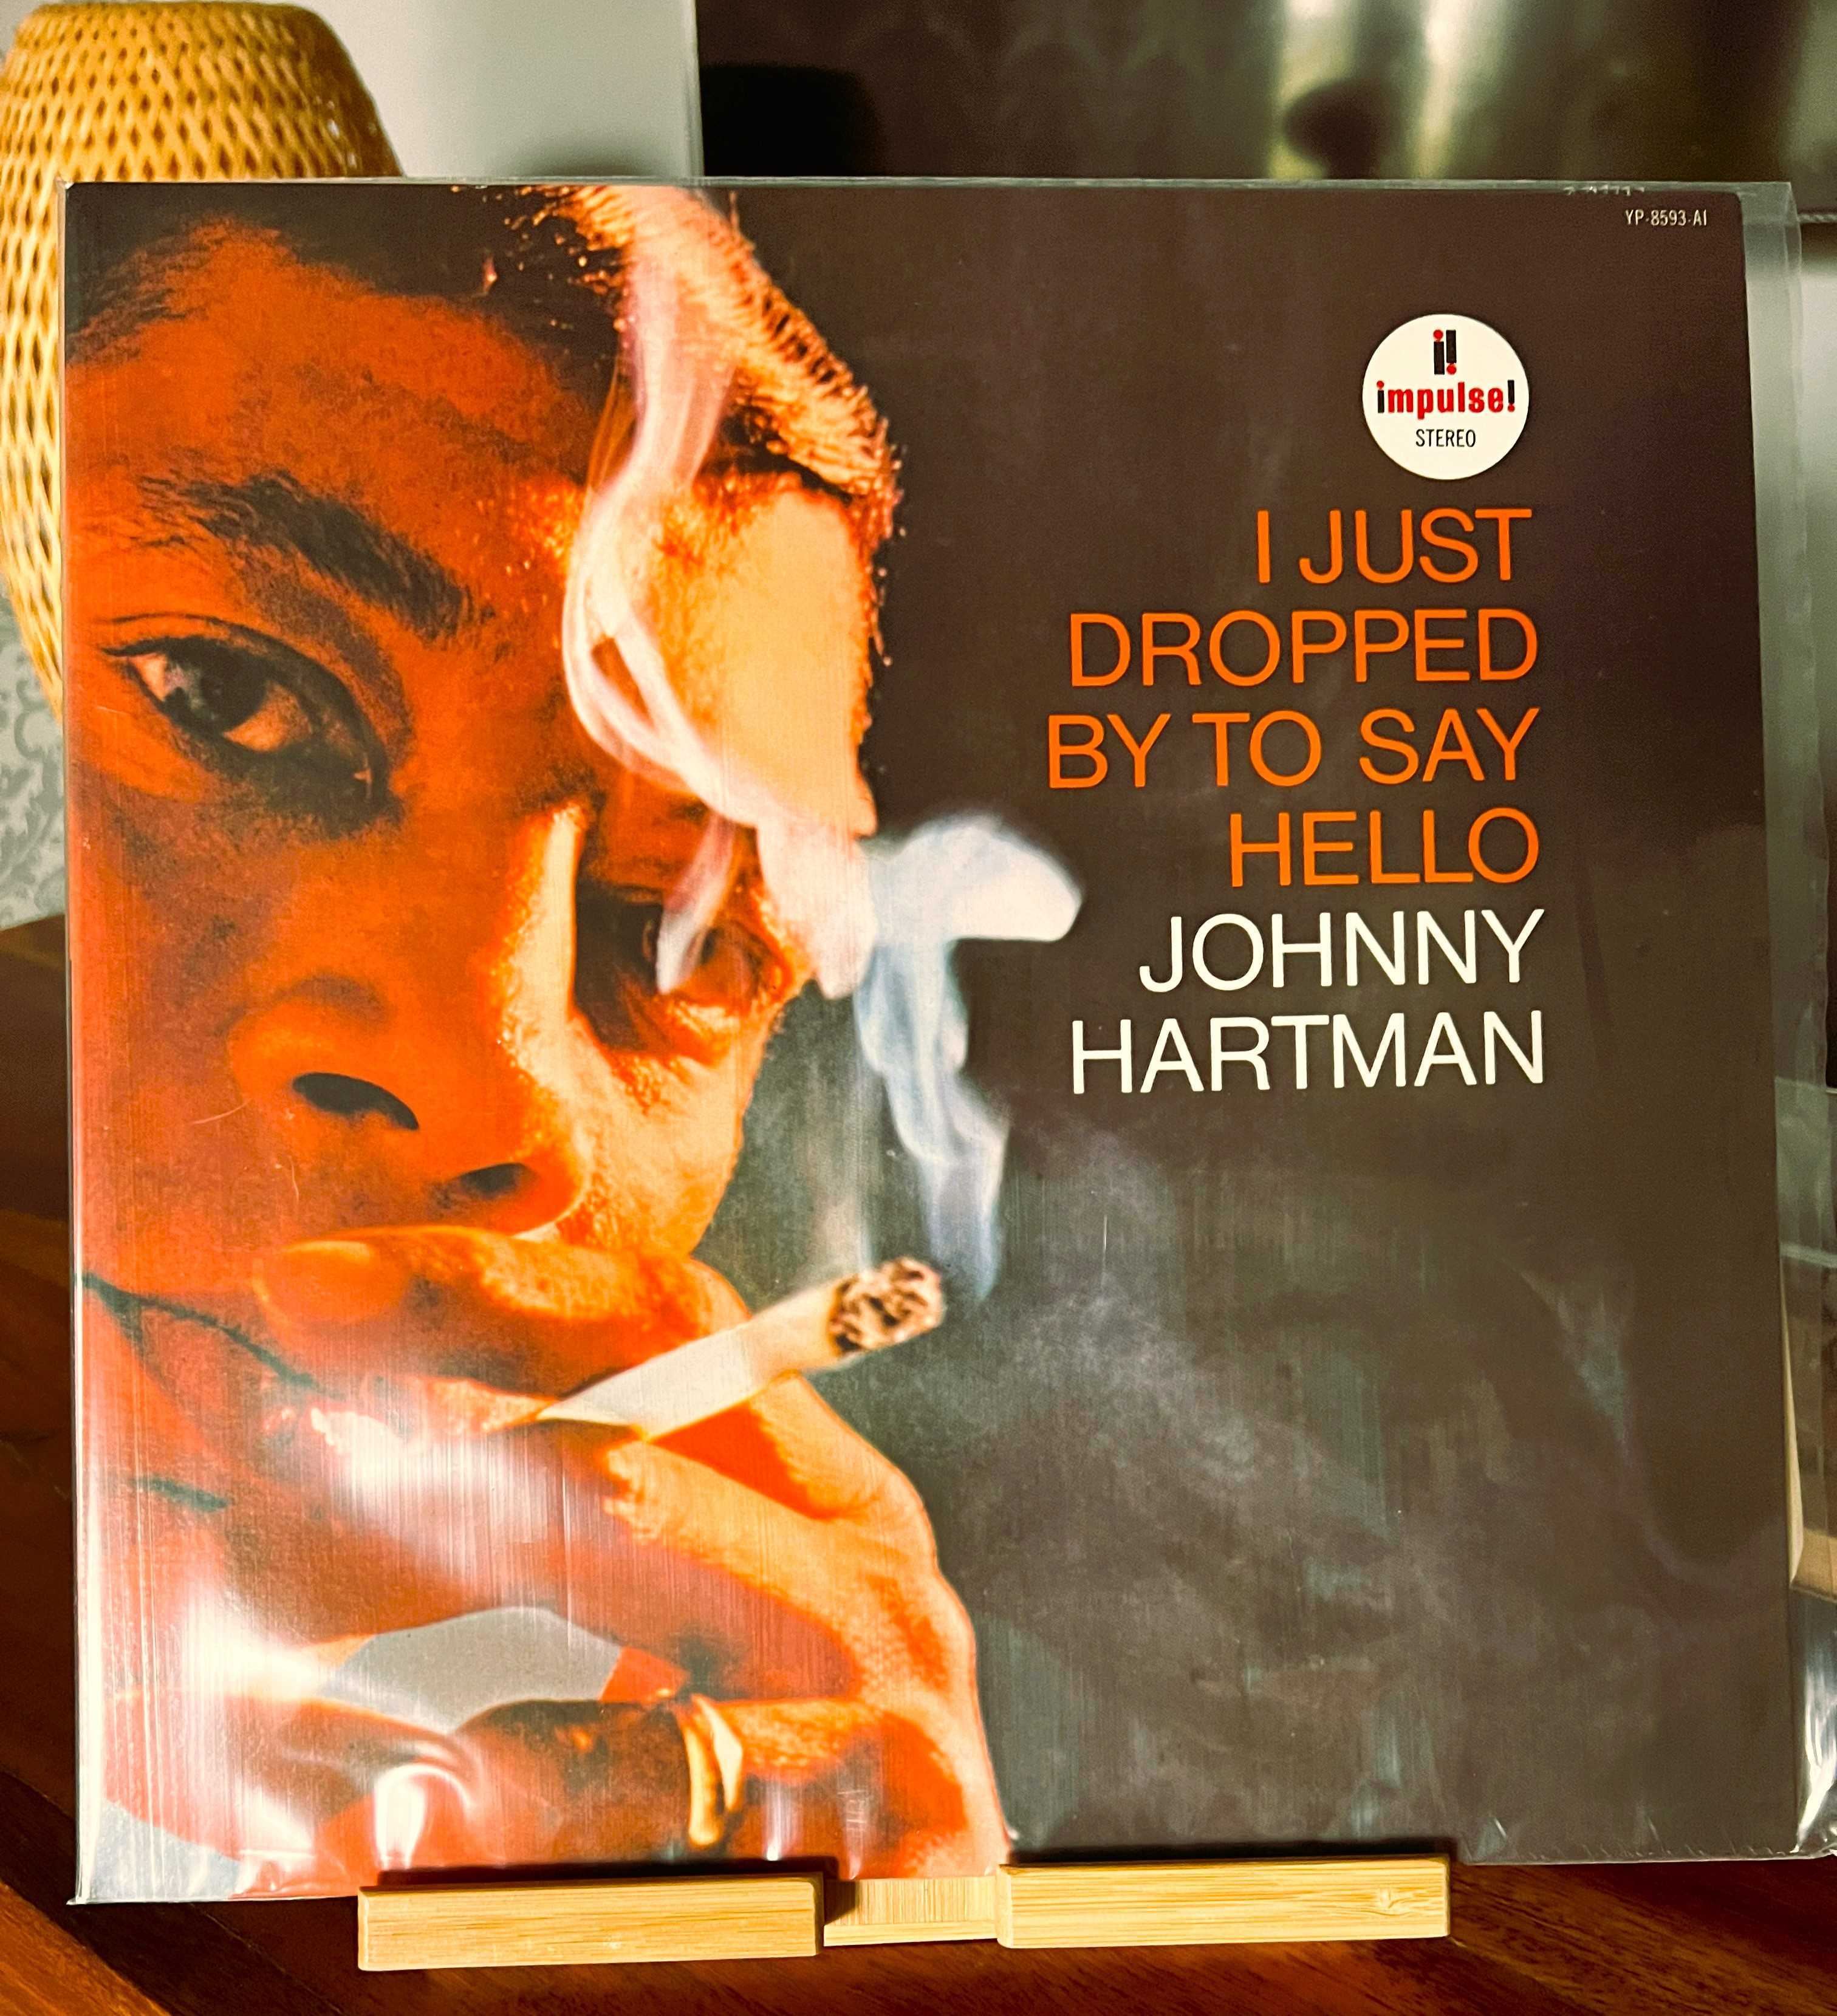 YP-8593-AI
i!
impulse!
STEREO
I JUST
DROPPED
BY TO SAY
HELLO
JOHNNY
HARTMAN